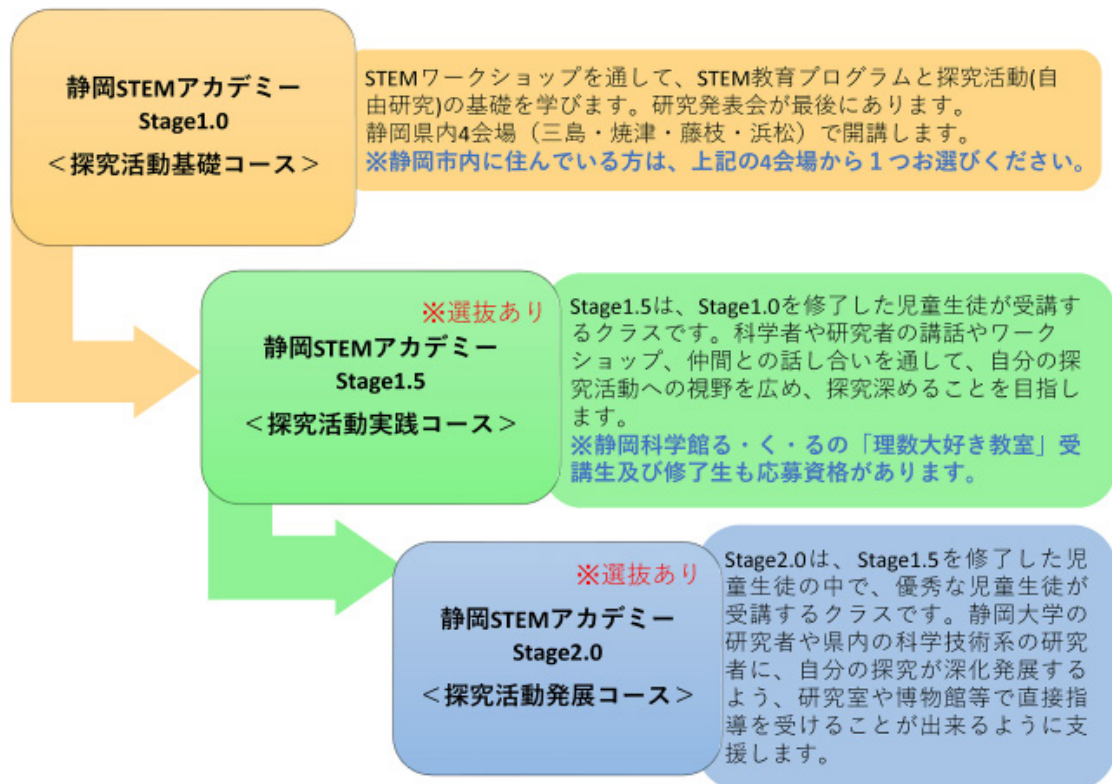 静岡STEMアカデミー
Stage1.0
＜探究活動基礎コース＞
STEMワークショップを通して、STEM教育プログラムと探究活動(自
由研究)の基礎を学びます。研究発表会が最後にあります。
静岡県内4会場（三島・焼津・藤枝・浜松）で開講します。
※静岡市内に住んでいる方は、上記の4会場から１つお選びください。
※選抜あり
静岡STEMアカデミー
Stage1.5
＜探究活動実践コース＞
Stage1.5は、Stage1.0を修了した児童生徒が受講す
るクラスです。科学者や研究者の講話やワーク
ショップ、仲間との話し合いを通して、自分の探
究活動への視野を広め、探究深めることを目指し
ます。
※静岡科学館る・く・るの「理数大好き教室」受
講生及び修了生も応募資格があります。
※選抜あり
静岡STEMアカデミー
Stage2.0
＜探究活動発展コース＞
Stage2.0は、Stage1.5を修了した児
童生徒の中で、優秀な児童生徒が
受講するクラスです。静岡大学の
研究者や県内の科学技術系の研究
者に、自分の探究が深化発展する
よう、研究室や博物館等で直接指
導を受けることが出来るように支
援します。